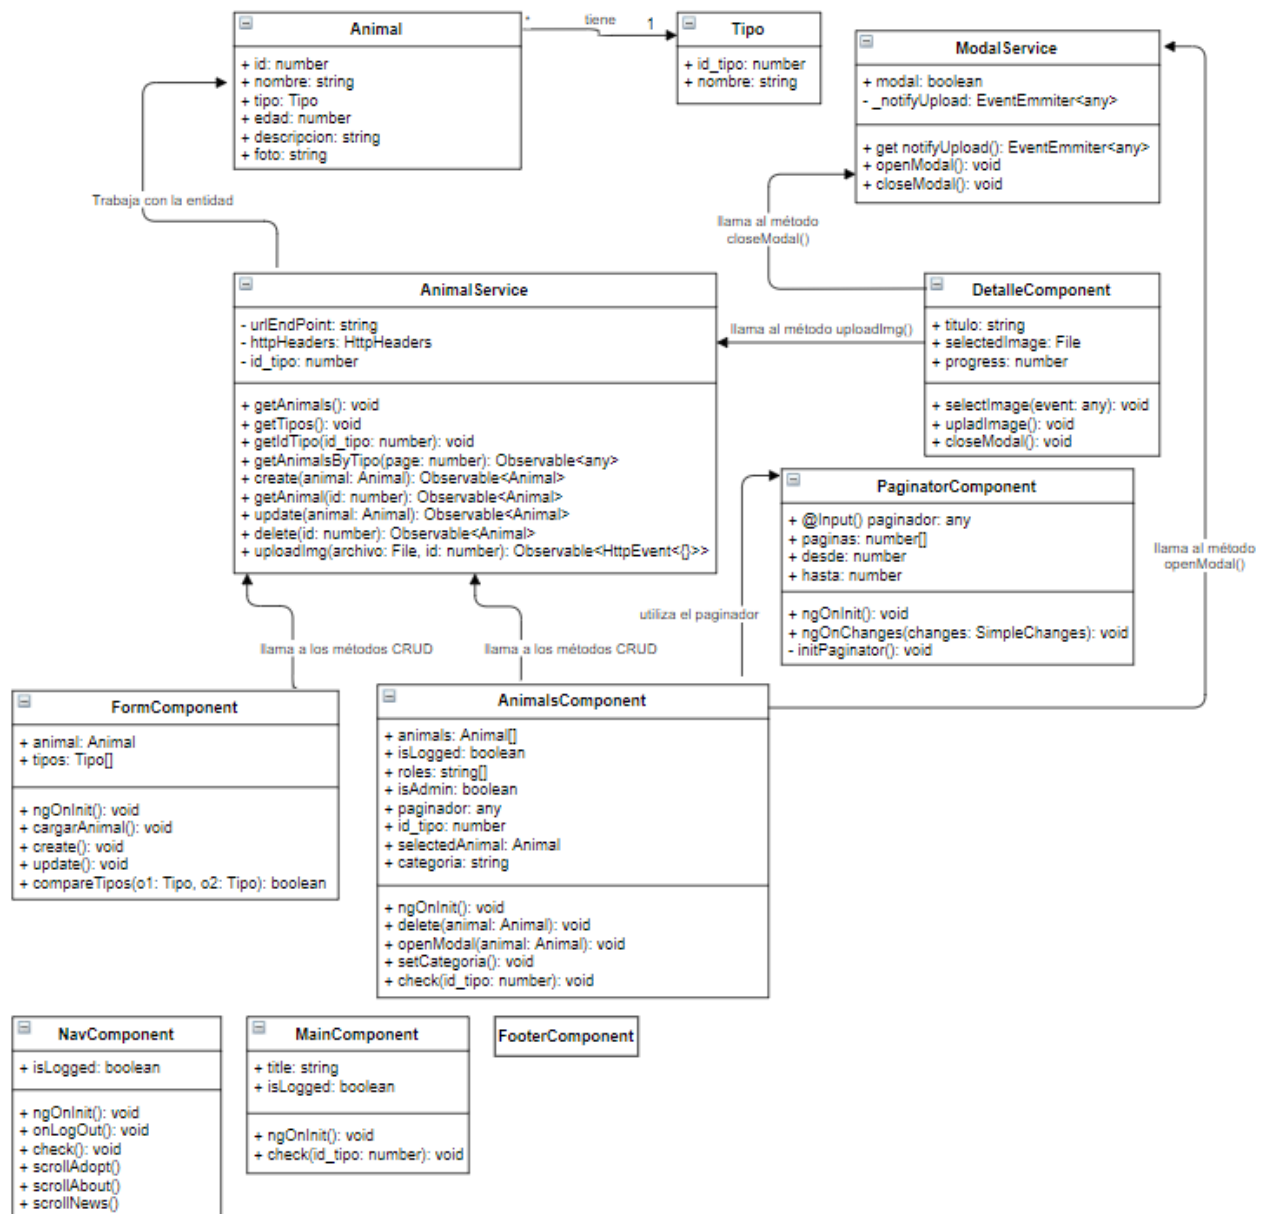 Animal
+ id: number
+ nombre: string
+ tipo: Tipo
+ edad: number
+ descripcion: string
+ foto: string
*
tiene
1
Tipo
+ id_tipo: number
+ nombre: string
ModalService
+ modal: boolean
- _notifyUpload: EventEmmiter<any>
+ get notifyUpload(): EventEmmiter<any>
+ openModal(): void
+ closeModal(): void
Trabaja con la entidad
llama al método
closeModal()
AnimalService
- urlEndPoint: string
- httpHeaders: HttpHeaders
- id_tipo: number
+ getAnimals(): void
+ getTipos(): void
+ getIdTipo(id_tipo: number): void
+ getAnimalsByTipo(page: number): Observable<any>
+ create(animal: Animal): Observable<Animal>
+ getAnimal(id: number): Observable<Animal>
+ update(animal: Animal): Observable<Animal>
+ delete(id: number): Observable<Animal>
+ uploadImg(archivo: File, id: number): Observable<HttpEvent<{}>>
llama al método uploadImg()
DetalleComponent
+ titulo: string
+ selectedImage: File
+ progress: number
+ selectImage(event: any): void
+ upladImage(): void
+ closeModal(): void
PaginatorComponent
+ @Input() paginador: any
+ paginas: number[]
+ desde: number
+ hasta: number
+ ngOnInit(): void
+ ngOnChanges(changes: SimpleChanges): void
- initPaginator(): void
llama al método
openModal()
utiliza el paginador
llama a los métodos CRUD
llama a los métodos CRUD
FormComponent
+ animal: Animal
+ tipos: Tipo[]
+ ngOnInit(): void
+ cargarAnimal(): void
+ create(): void
+ update(): void
+ compareTipos(o1: Tipo, o2: Tipo): boolean
AnimalsComponent
+ animals: Animal[]
+ isLogged: boolean
+ roles: string[]
+ isAdmin: boolean
+ paginador: any
+ id_tipo: number
+ selectedAnimal: Animal
+ categoria: string
+ ngOnInit(): void
+ delete(animal: Animal): void
+ openModal(animal: Animal): void
+ setCategoria(): void
+ check(id_tipo: number): void
NavComponent
+ isLogged: boolean
+ ngOnInit(): void
+ onLogOut(): void
+ check(): void
+ scrollAdopt()
+ scrollAbout()
+ scrollNews()
MainComponent
+ title: string
+ isLogged: boolean
+ ngOnInit(): void
+ check(id_tipo: number): void
FooterComponent